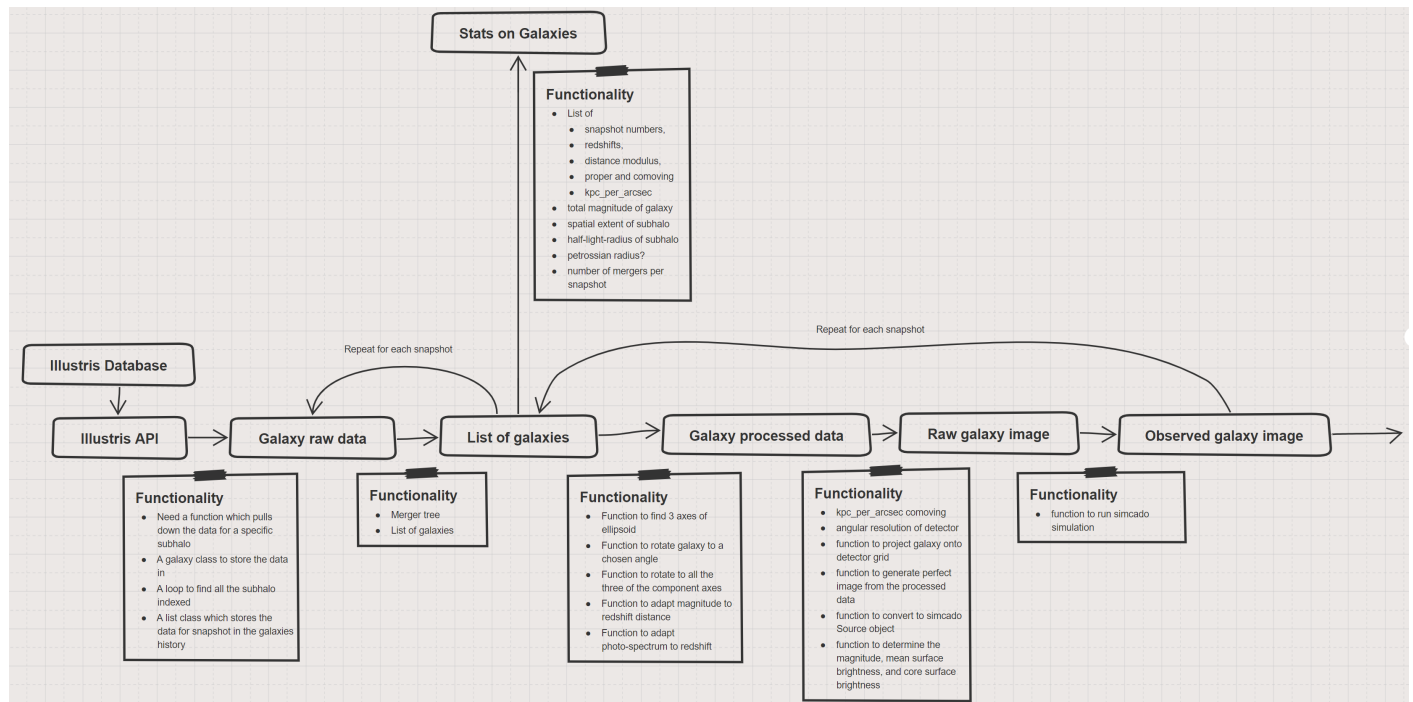 Stats on Galaxies
Functionality
List of
snapshot numbers,
redshifts,
distance modulus,
proper and comoving
kpc_per_arcsec
total magnitude of galaxy
spatial extent of subhalo
half-light-radius of subhalo
petrossian radius?
number of mergers per
snapshot
Repeat for each snapshot
Repeat for each snapshot
Illustris Database
Illustris API
Galaxy raw data
List of galaxies
Galaxy processed data
Raw galaxy image
Observed galaxy image
Functionality
Need a function which pulls
down the data for a specific
subhalo
A galaxy class to store the data
in
A loop to find all the subhalo
indexed
A list class which stores the
data for snapshot in the galaxies
history
Functionality
Merger tree
List of galaxies
Functionality
Function to find 3 axes of
ellipsoid
Function to rotate galaxy to a
chosen angle
Function to rotate to all the
three of the component axes
Function to adapt magnitude to
redshift distance
Function to adapt
photo-spectrum to redshift
Functionality
kpc_per_arcsec comoving
angular resolution of detector
function to project galaxy onto
detector grid
function to generate perfect
image from the processed
data
function to convert to simcado
Source object
function to determine the
magnitude, mean surface
brightness, and core surface
brightness
Functionality
function to run simcado
simulation